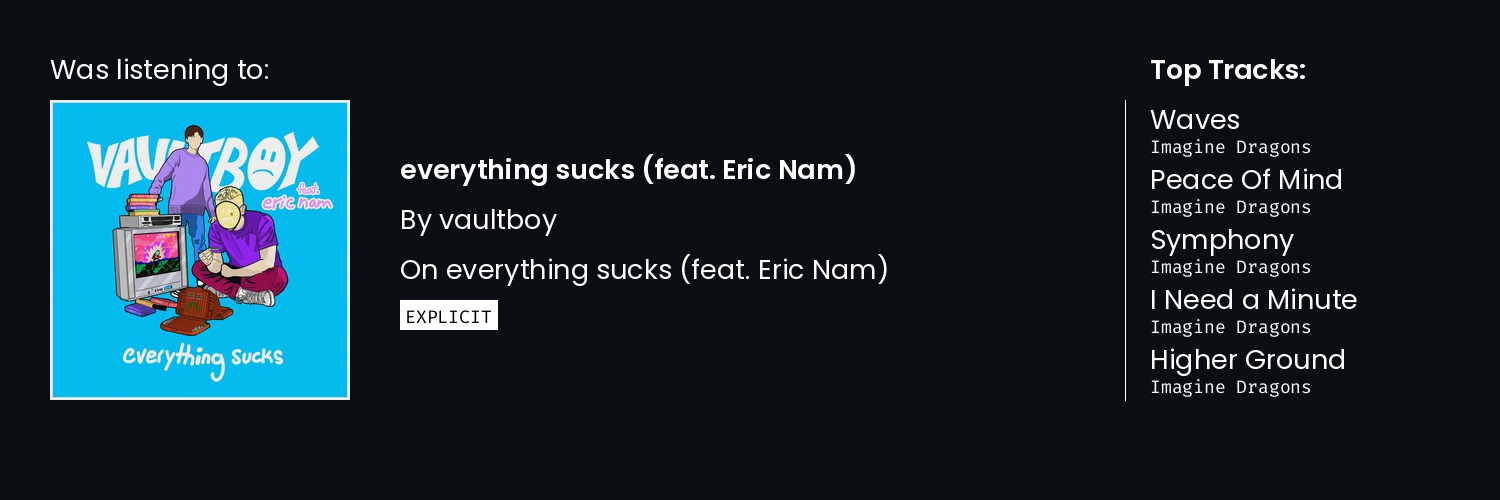 Was listening to:
VAULTBOY
feat.
eric nam
everything sucks
everything sucks (feat. Eric Nam)
By vaultboy
On everything sucks (feat. Eric Nam)
EXPLICIT
Top Tracks:
Waves
Imagine Dragons
Peace Of Mind
Imagine Dragons
Symphony
Imagine Dragons
I Need a Minute
Imagine Dragons
Higher Ground
Imagine Dragons